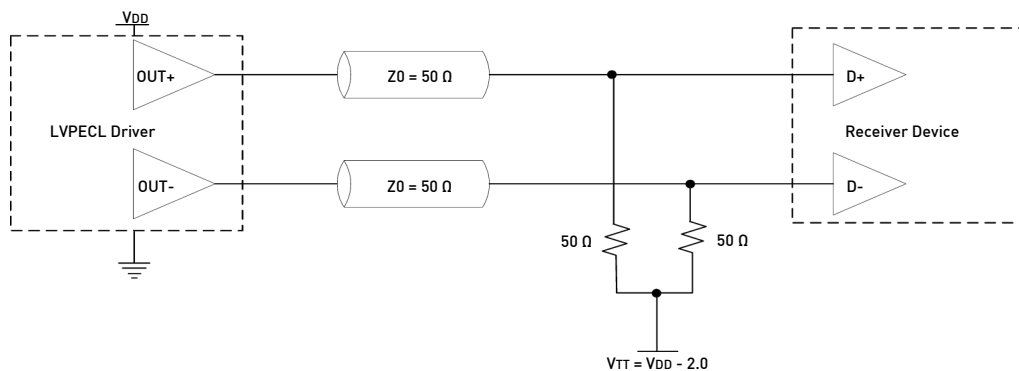 VDD
OUT+
Z0 = 50 Ω
D+
LVPECL Driver
Receiver Device
OUT-
Z0 = 50 Ω
D-
50 Ω
50 Ω
VTT = VDD - 2.0